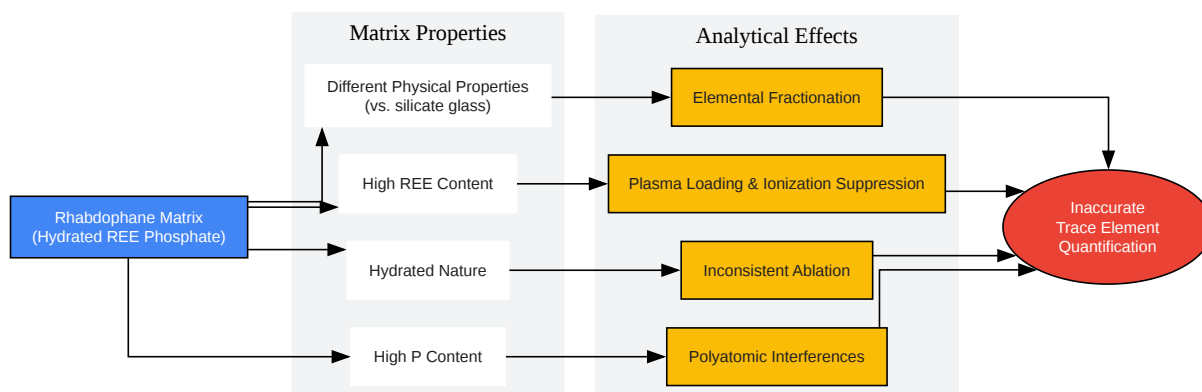 Matrix Properties
Analytical Effects
Different Physical Properties
(vs. silicate glass)
Elemental Fractionation
High REE Content
Plasma Loading & Ionization Suppression
Rhabdophane Matrix
(Hydrated REE Phosphate)
Inaccurate
Trace Element
Quantification
Hydrated Nature
Inconsistent Ablation
High P Content
Polyatomic Interferences